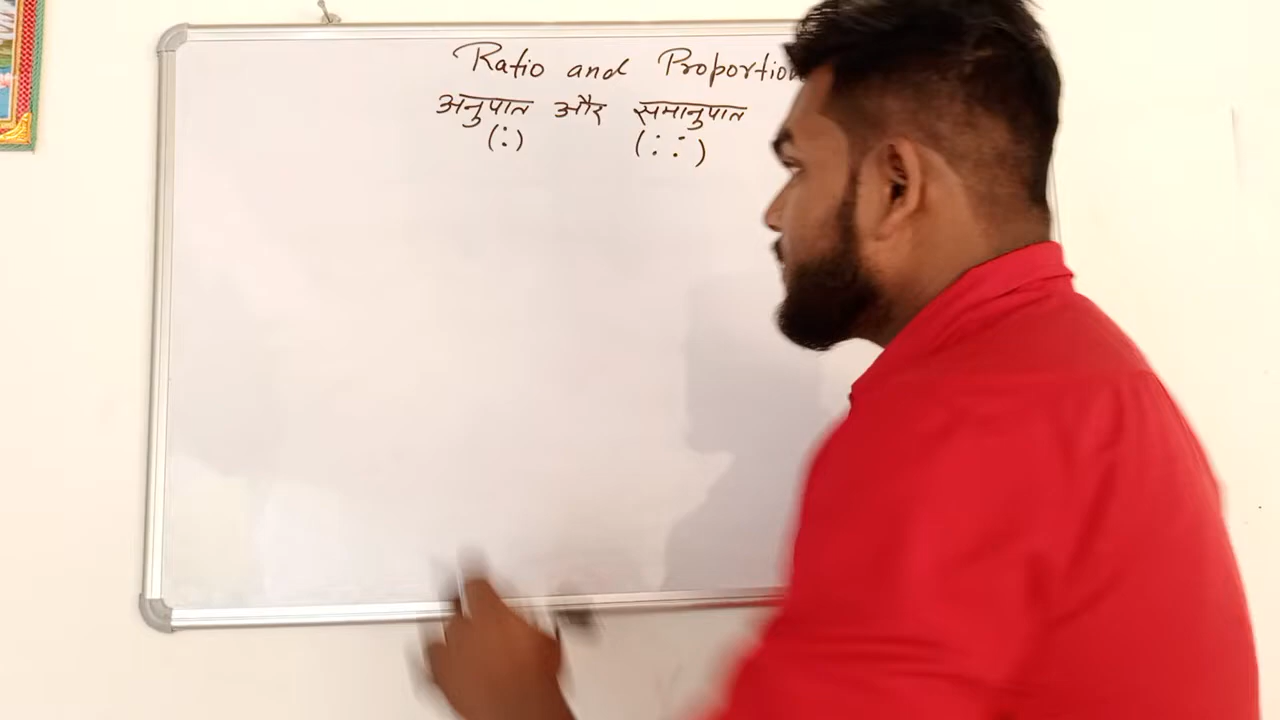 Ratio and Proportion
अनुपात और समानुपात
(:) (::)